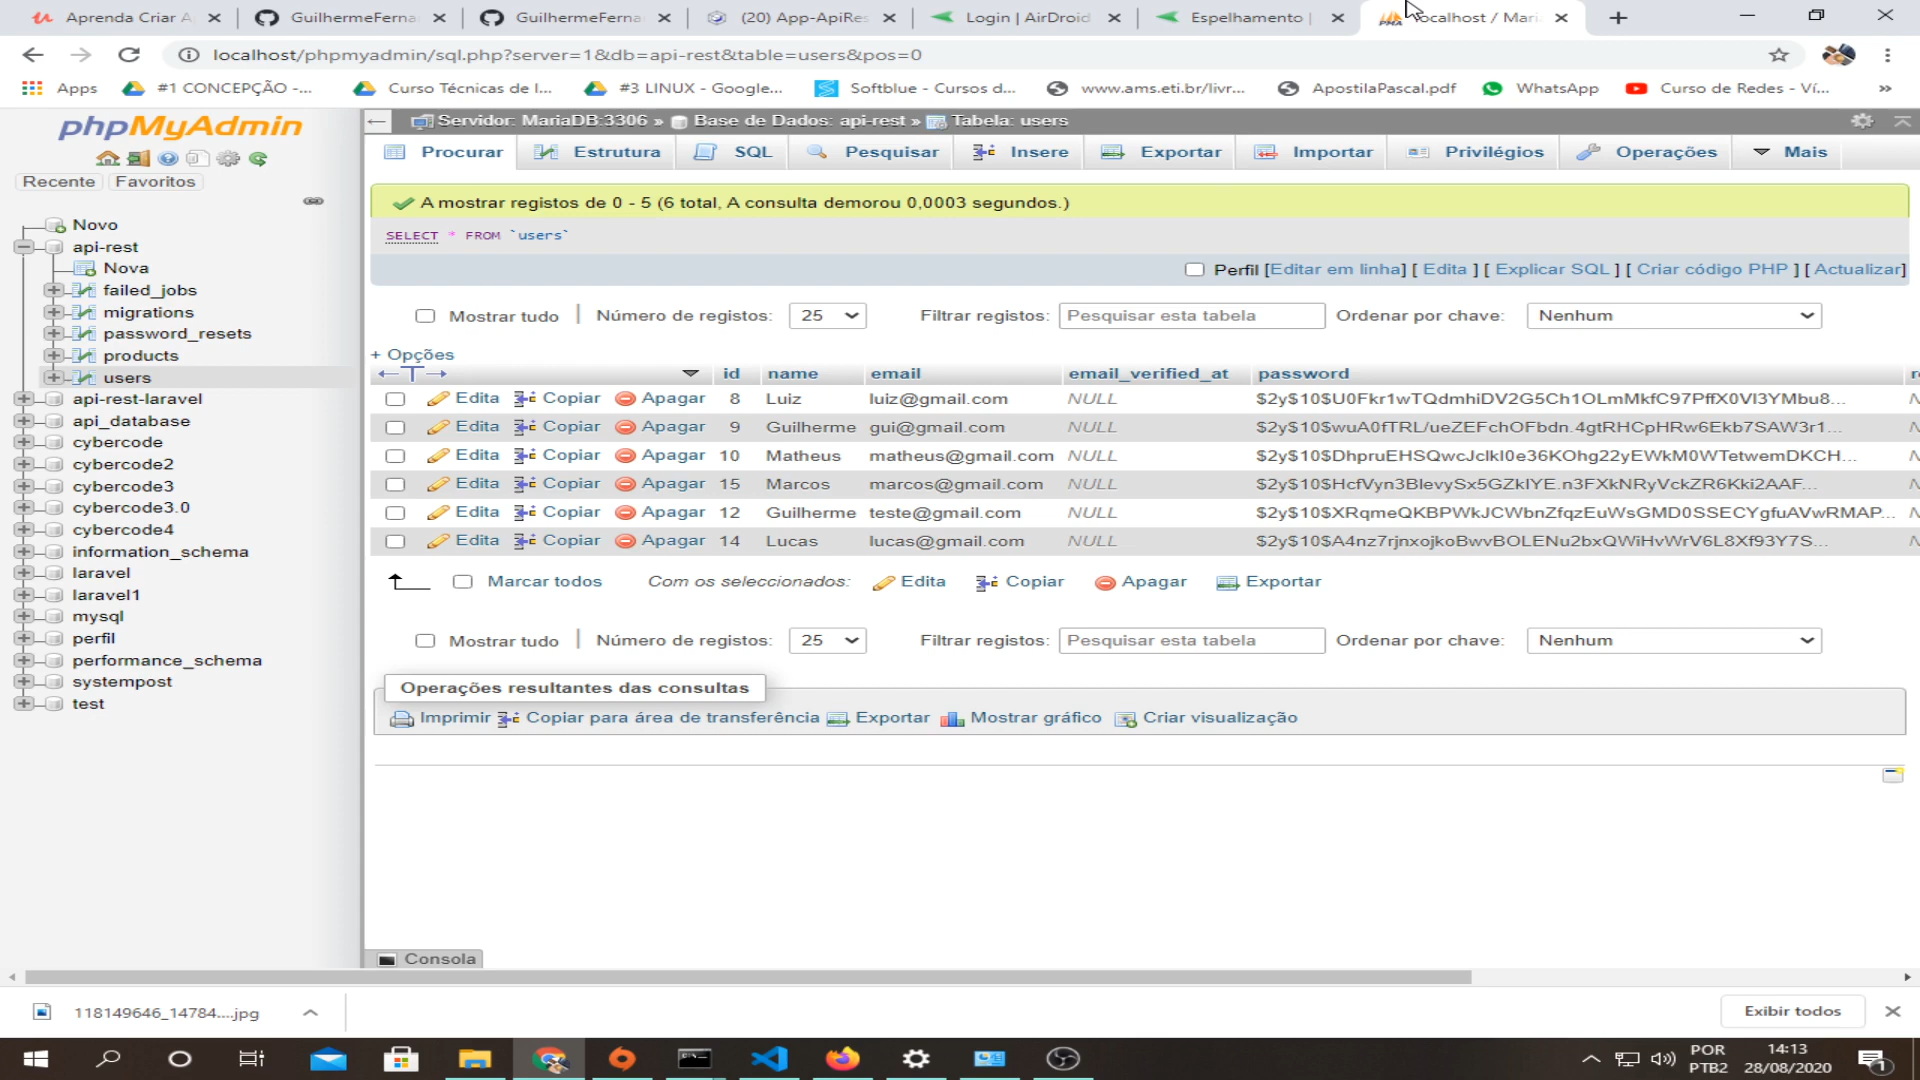 Aprenda Criar A
GuilhermeFerna
GuilhermeFerna
(20) App-ApiRes
Login | AirDroid
Espelhamento |
localhost / Mari
localhost/phpmyadmin/sql.php?server=1&db=api-rest&table=users&pos=0
Apps
#1 CONCEPÇÃO -...
Curso Técnicas de I...
#3 LINUX - Google...
Softblue - Cursos d...
www.ams.eti.br/livr...
ApostilaPascal.pdf
WhatsApp
Curso de Redes - Ví...
»
phpMyAdmin
Recente Favoritos
Novo
api-rest
Nova
failed_jobs
migrations
password_resets
products
users
api-rest-laravel
api_database
cybercode
cybercode2
cybercode3
cybercode3.0
cybercode4
information_schema
laravel
laravel1
mysql
perfil
performance_schema
systempost
test
Servidor: MariaDB:3306 » Base de Dados: api-rest » Tabela: users
Procurar Estrutura SQL Pesquisar Insere Exportar Importar Privilégios Operações Mais
A mostrar registos de 0 - 5 (6 total, A consulta demorou 0,0003 segundos.)
SELECT * FROM `users`
Perfil [Editar em linha] [ Edita ] [ Explicar SQL ] [ Criar código PHP ] [ Actualizar]
Mostrar tudo | Número de registos: 25 Filtrar registos: Pesquisar esta tabela Ordenar por chave: Nenhum
+ Opções
id name email email_verified_at password
Edita Copiar Apagar 8 Luiz luiz@gmail.com NULL $2y$10$U0Fkr1wTQdmhiDV2G5Ch1OLmMkfC97PffX0VI3YMbu8...
Edita Copiar Apagar 9 Guilherme gui@gmail.com NULL $2y$10$wuA0fTRL/ueZEFchOFbdn.4gtRHCpHRw6Ekb7SAW3r1...
Edita Copiar Apagar 10 Matheus matheus@gmail.com NULL $2y$10$DhpruEHSQwcJclkI0e36KOhg22yEWkM0WTetwemDKCH...
Edita Copiar Apagar 15 Marcos marcos@gmail.com NULL $2y$10$HcfVyn3BlevySx5GZkIYE.n3FXkNRyVckZR6Kki2AAF...
Edita Copiar Apagar 12 Guilherme teste@gmail.com NULL $2y$10$XRqmeQKBPWkJCWbnZfqzEuWsGMD0SSECYgfuAVwRMAP...
Edita Copiar Apagar 14 Lucas lucas@gmail.com NULL $2y$10$A4nz7rjnxojkoBwvBOLENu2bxQWiHvWrV6L8Xf93Y7S...
Marcar todos Com os seleccionados: Edita Copiar Apagar Exportar
Mostrar tudo | Número de registos: 25 Filtrar registos: Pesquisar esta tabela Ordenar por chave: Nenhum
Operações resultantes das consultas
Imprimir Copiar para área de transferência Exportar Mostrar gráfico Criar visualização
Consola
118149646_14784....jpg
Exibir todos
POR
PTB2
14:13
28/08/2020
1